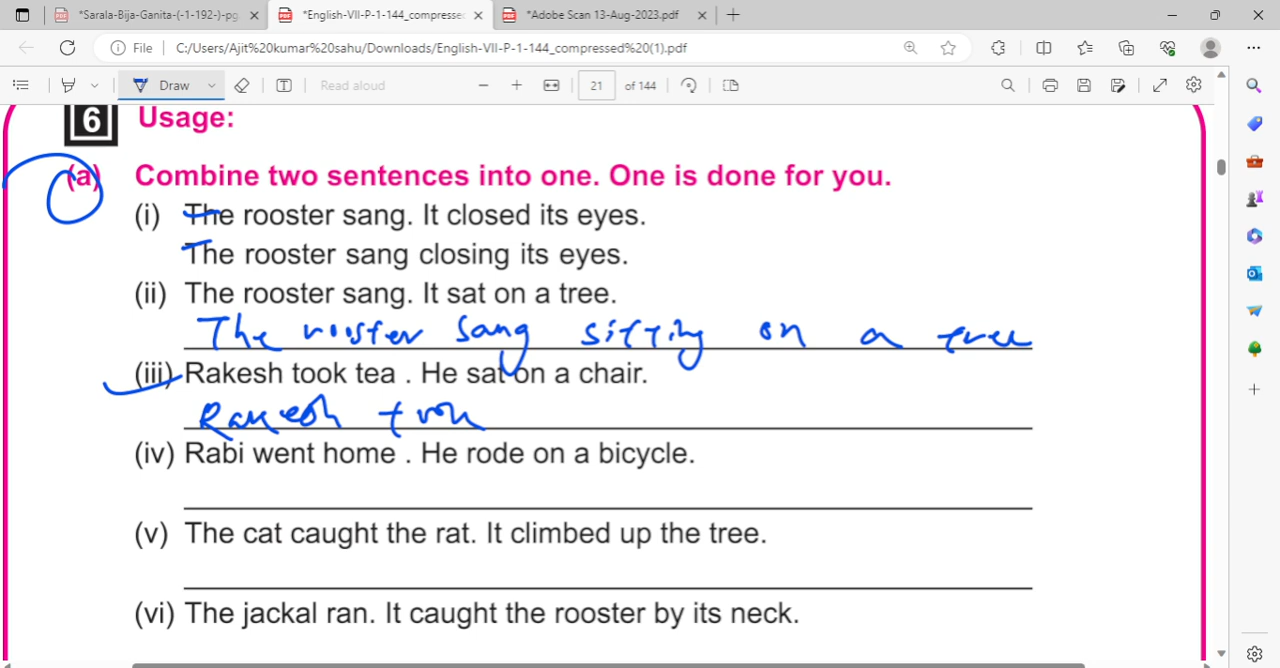 *Sarala-Bija-Ganita-(-1-192-)-pg
*English-VII-P-1-144_compressed
*Adobe Scan 13-Aug-2023.pdf
File C:/Users/Ajit%20kumar%20sahu/Downloads/English-VII-P-1-144_compressed%20(1).pdf
Draw Read aloud 21 of 144
6 Usage:
(a) Combine two sentences into one. One is done for you.
(i) The rooster sang. It closed its eyes.
The rooster sang closing its eyes.
(ii) The rooster sang. It sat on a tree.
The rooster sang sitting on a tree
(iii) Rakesh took tea . He sat on a chair.
Rakesh
(iv) Rabi went home . He rode on a bicycle.
(v) The cat caught the rat. It climbed up the tree.
(vi) The jackal ran. It caught the rooster by its neck.